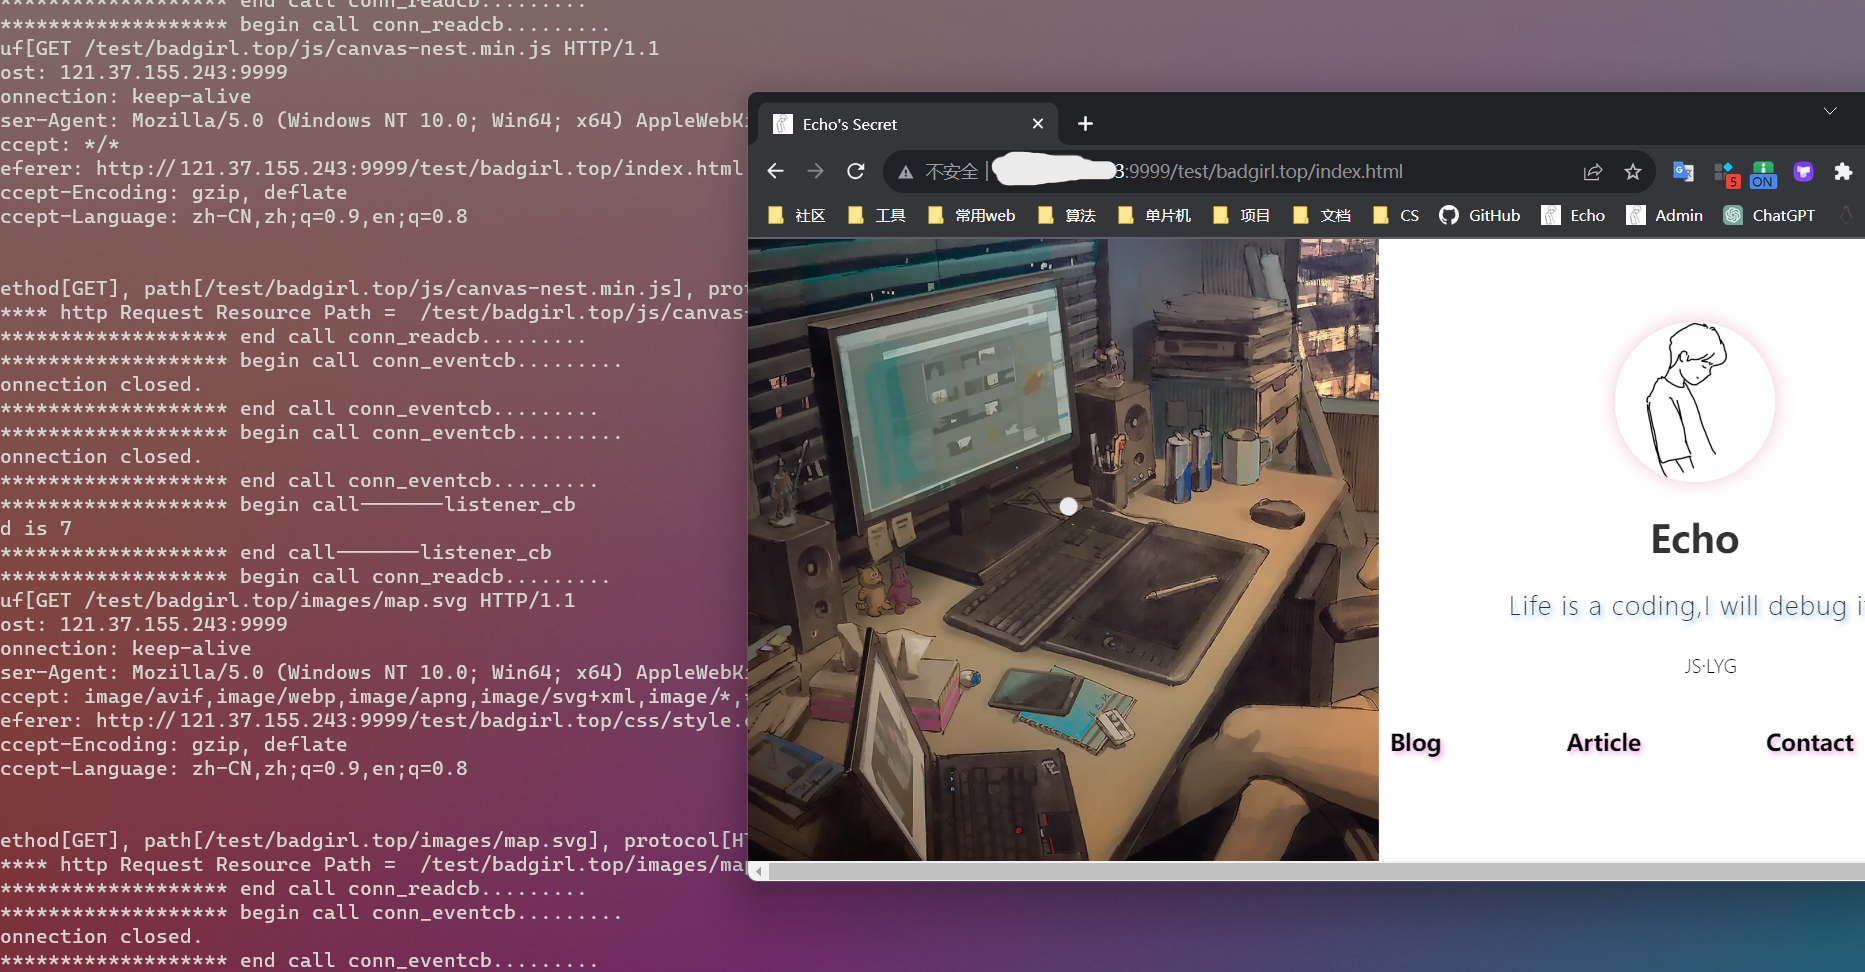 ******************* end call conn_readcb.........
******************* begin call conn_readcb.........
uf[GET /test/badgirl.top/js/canvas-nest.min.js HTTP/1.1
ost: 121.37.155.243:9999
onnection: keep-alive
ser-Agent: Mozilla/5.0 (Windows NT 10.0; Win64; x64) AppleWebKi
ccept: */*
eferer: http://121.37.155.243:9999/test/badgirl.top/index.html
ccept-Encoding: gzip, deflate
ccept-Language: zh-CN,zh;q=0.9,en;q=0.8
ethod[GET], path[/test/badgirl.top/js/canvas-nest.min.js], prot
**** http Request Resource Path =  /test/badgirl.top/js/canvas-
******************* end call conn_readcb.........
******************* begin call conn_eventcb.........
onnection closed.
******************* end call conn_eventcb.........
******************* begin call conn_eventcb.........
onnection closed.
******************* end call conn_eventcb.........
******************* begin call-------listener_cb
d is 7
******************* end call-------listener_cb
******************* begin call conn_readcb.........
uf[GET /test/badgirl.top/images/map.svg HTTP/1.1
ost: 121.37.155.243:9999
onnection: keep-alive
ser-Agent: Mozilla/5.0 (Windows NT 10.0; Win64; x64) AppleWebKi
ccept: image/avif,image/webp,image/apng,image/svg+xml,image/*,*
eferer: http://121.37.155.243:9999/test/badgirl.top/css/style.c
ccept-Encoding: gzip, deflate
ccept-Language: zh-CN,zh;q=0.9,en;q=0.8
ethod[GET], path[/test/badgirl.top/images/map.svg], protocol[HT
**** http Request Resource Path =  /test/badgirl.top/images/map
******************* end call conn_readcb.........
******************* begin call conn_eventcb.........
onnection closed.
******************* end call conn_eventcb.........
Echo's Secret
不安全 | 3:9999/test/badgirl.top/index.html
5 ON
社区 工具 常用web 算法 单片机 项目 文档 CS GitHub Echo Admin ChatGPT
Echo
Life is a coding,I will debug it
JS·LYG
Blog Article Contact